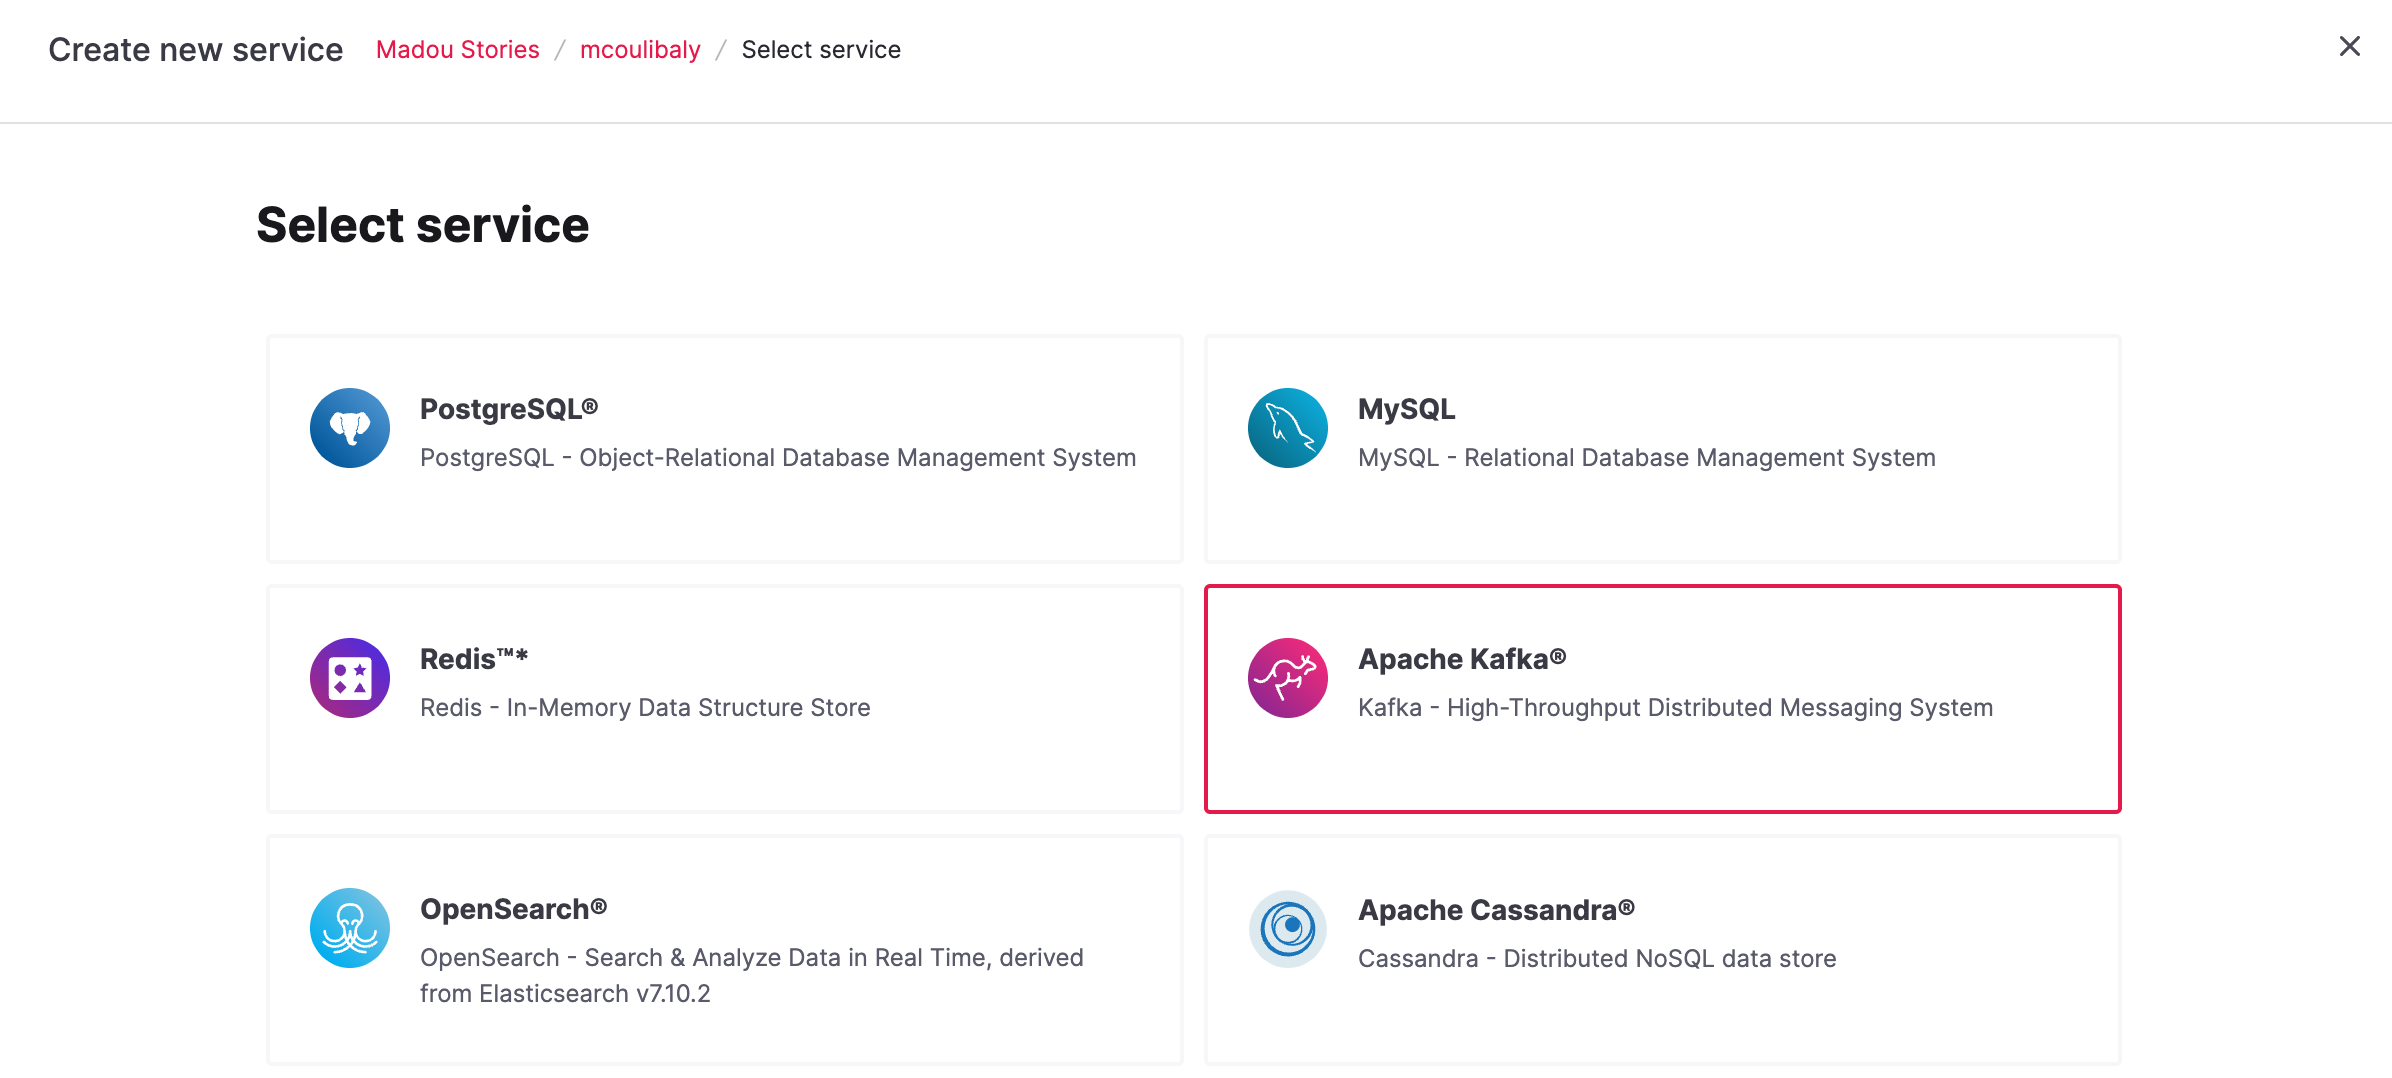 Create new service
Madou Stories / mcoulibaly / Select service
Select service
PostgreSQL®
PostgreSQL - Object-Relational Database Management System
MySQL
MySQL - Relational Database Management System
Redis™*
Redis - In-Memory Data Structure Store
Apache Kafka®
Kafka - High-Throughput Distributed Messaging System
OpenSearch®
OpenSearch - Search & Analyze Data in Real Time, derived
from Elasticsearch v7.10.2
Apache Cassandra®
Cassandra - Distributed NoSQL data store